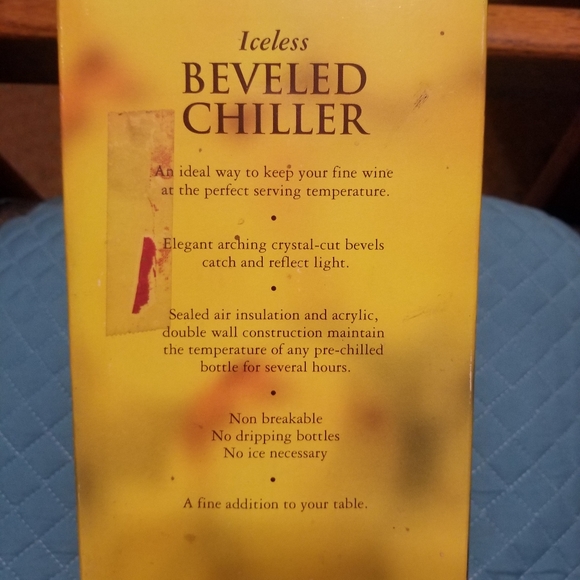 Iceless
BEVELED
CHILLER
An ideal way to keep your fine wine
at the perfect serving temperature.
•
Elegant arching crystal-cut bevels
catch and reflect light.
•
Sealed air insulation and acrylic,
double wall construction maintain
the temperature of any pre-chilled
bottle for several hours.
•
Non breakable
No dripping bottles
No ice necessary
•
A fine addition to your table.